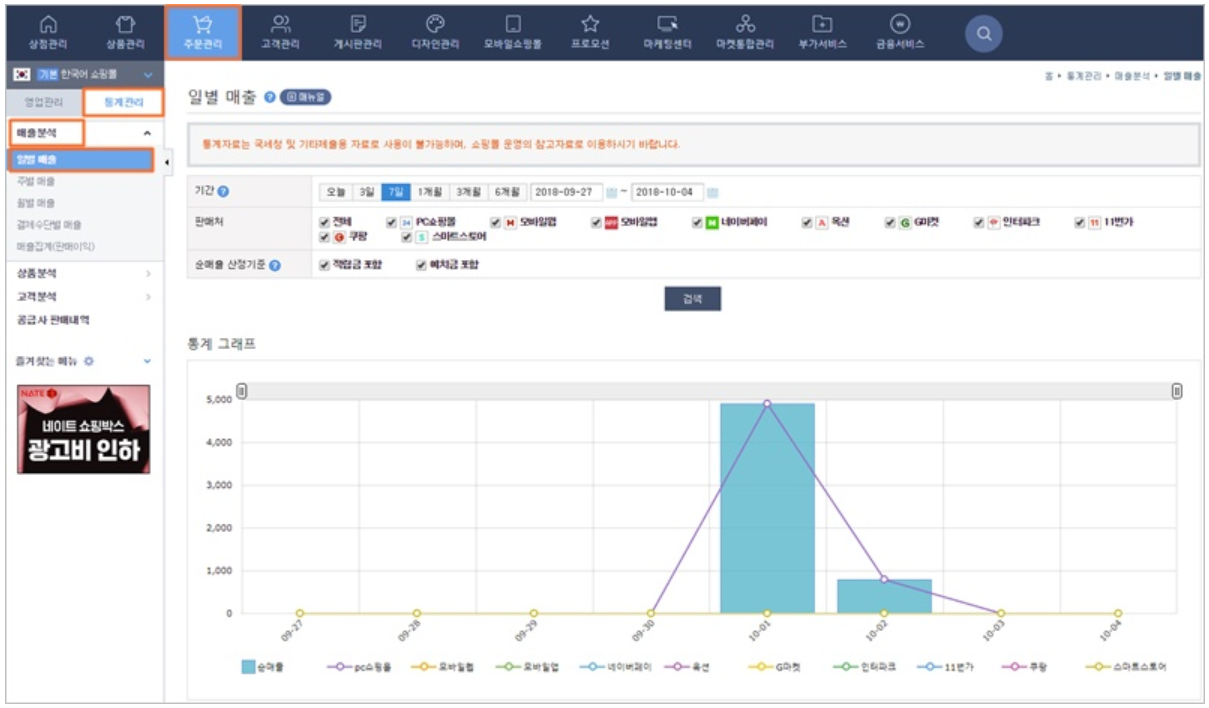 상점관리 상품관리 주문관리 고객관리 게시판관리 디자인관리 모바일쇼핑몰 프로모션 마케팅센터 마켓통합관리 부가서비스 금융서비스
기본 한국어 쇼핑몰
홈 • 통계관리 • 매출분석 • 일별 매출
영업관리 통계관리
일별 매출 ? 매뉴얼
매출분석
통계자료는 국세청 및 기타제출용 자료로 사용이 불가능하며, 쇼핑몰 운영의 참고자료로 이용하시기 바랍니다.
일별 매출
주별 매출
월별 매출
결제수단별 매출
매출집계(판매이익)
상품분석
고객분석
공급사 판매내역
즐겨찾는 메뉴
NATE
네이트 쇼핑박스
광고비 인하
기간 ? 오늘 3일 7일 1개월 3개월 6개월 2018-09-27 ~ 2018-10-04
판매처 전체 24 PC쇼핑몰 M 모바일웹 APP 모바일앱 N 네이버페이 A 옥션 G G마켓 인터파크 11 11번가
C 쿠팡 S 스마트스토어
순매출 산정기준 ? 적립금 포함 예치금 포함
검색
통계 그래프
5,000
4,000
3,000
2,000
1,000
0
09-27 09-28 09-29 09-30 10-01 10-02 10-03 10-04
순매출 pc쇼핑몰 모바일웹 모바일앱 네이버페이 옥션 G마켓 인터파크 11번가 쿠팡 스마트스토어